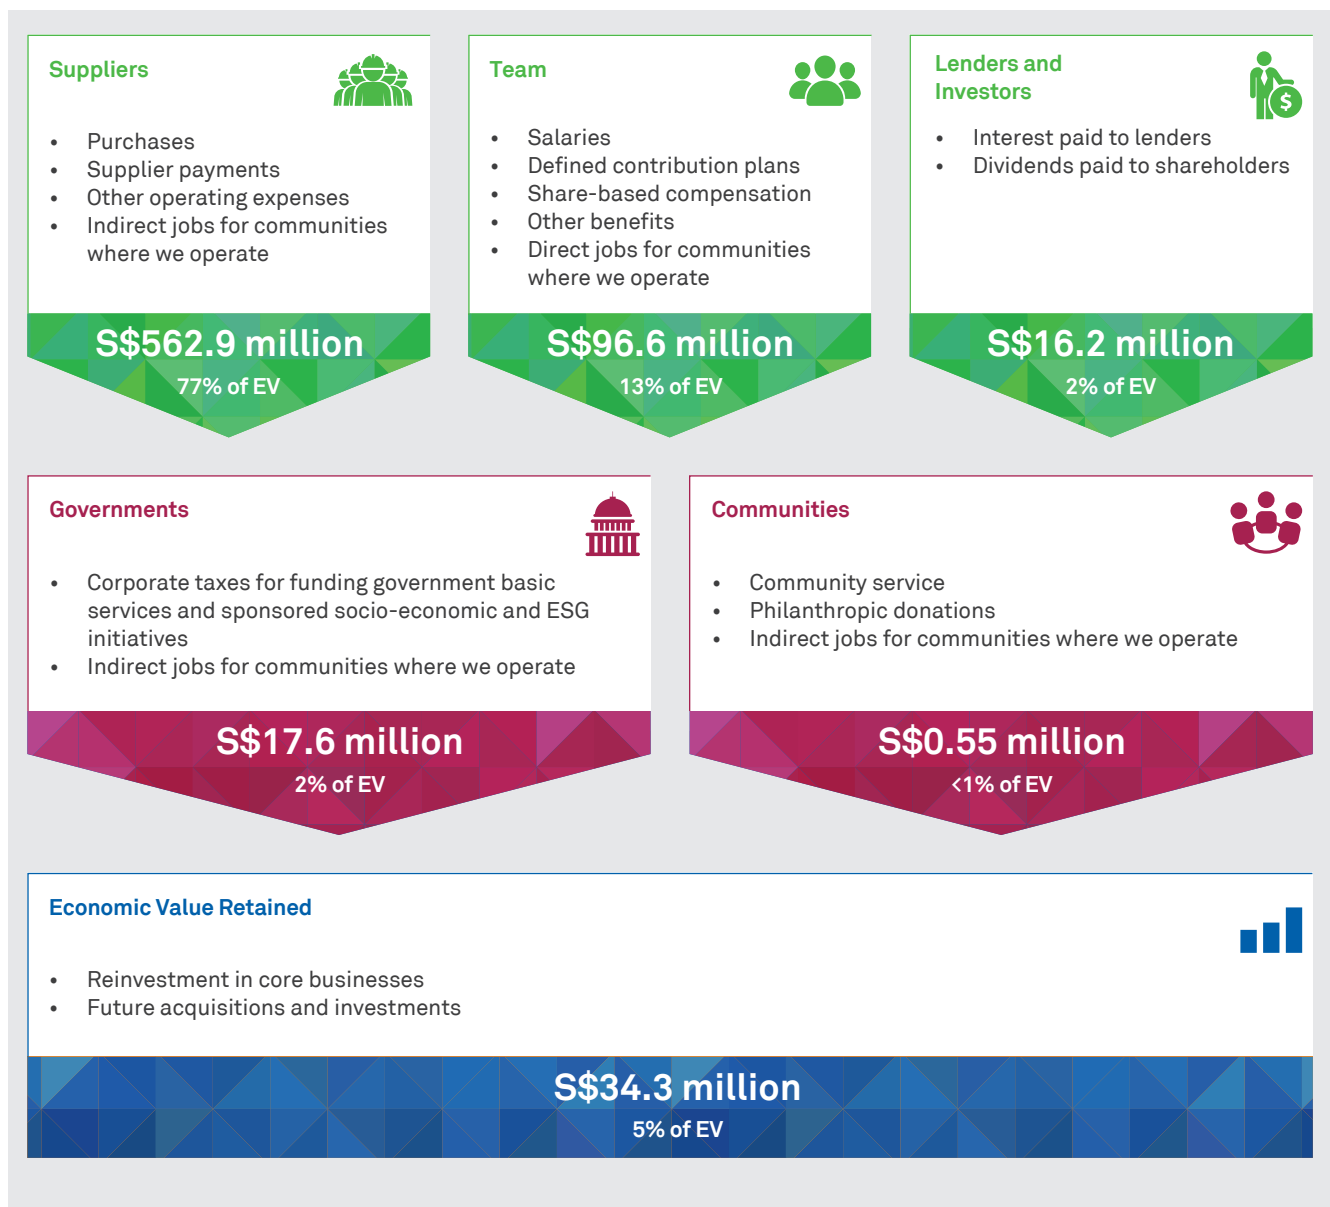 Suppliers
• Purchases
• Supplier payments
• Other operating expenses
• Indirect jobs for communities
where we operate
S$562.9 million
77% of EV
Team
• Salaries
• Defined contribution plans
• Share-based compensation
• Other benefits
• Direct jobs for communities
where we operate
S$96.6 million
13% of EV
Lenders and
Investors
$
• Interest paid to lenders
• Dividends paid to shareholders
S$16.2 million
2% of EV
Governments
• Corporate taxes for funding government basic
services and sponsored socio-economic and ESG
initiatives
• Indirect jobs for communities where we operate
S$17.6 million
2% of EV
Communities
• Community service
• Philanthropic donations
• Indirect jobs for communities where we operate
S$0.55 million
<1% of EV
Economic Value Retained
• Reinvestment in core businesses
• Future acquisitions and investments
S$34.3 million
5% of EV